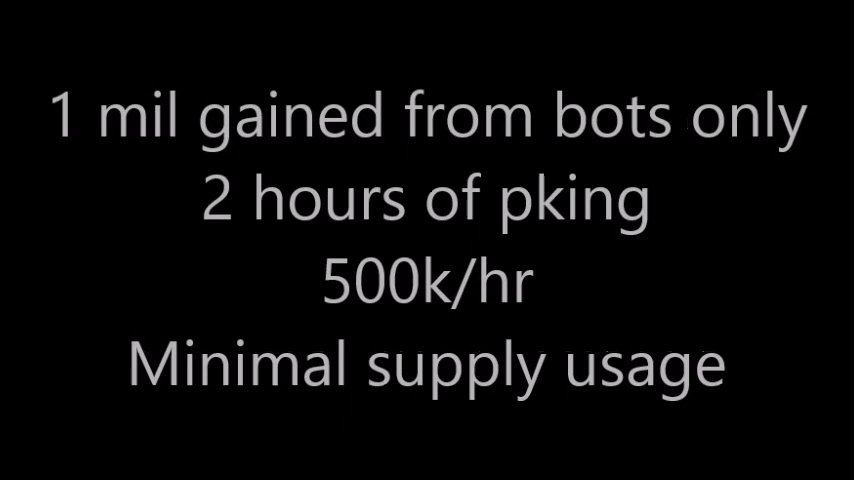 1 mil gained from bots only
2 hours of pking
500k/hr
Minimal supply usage